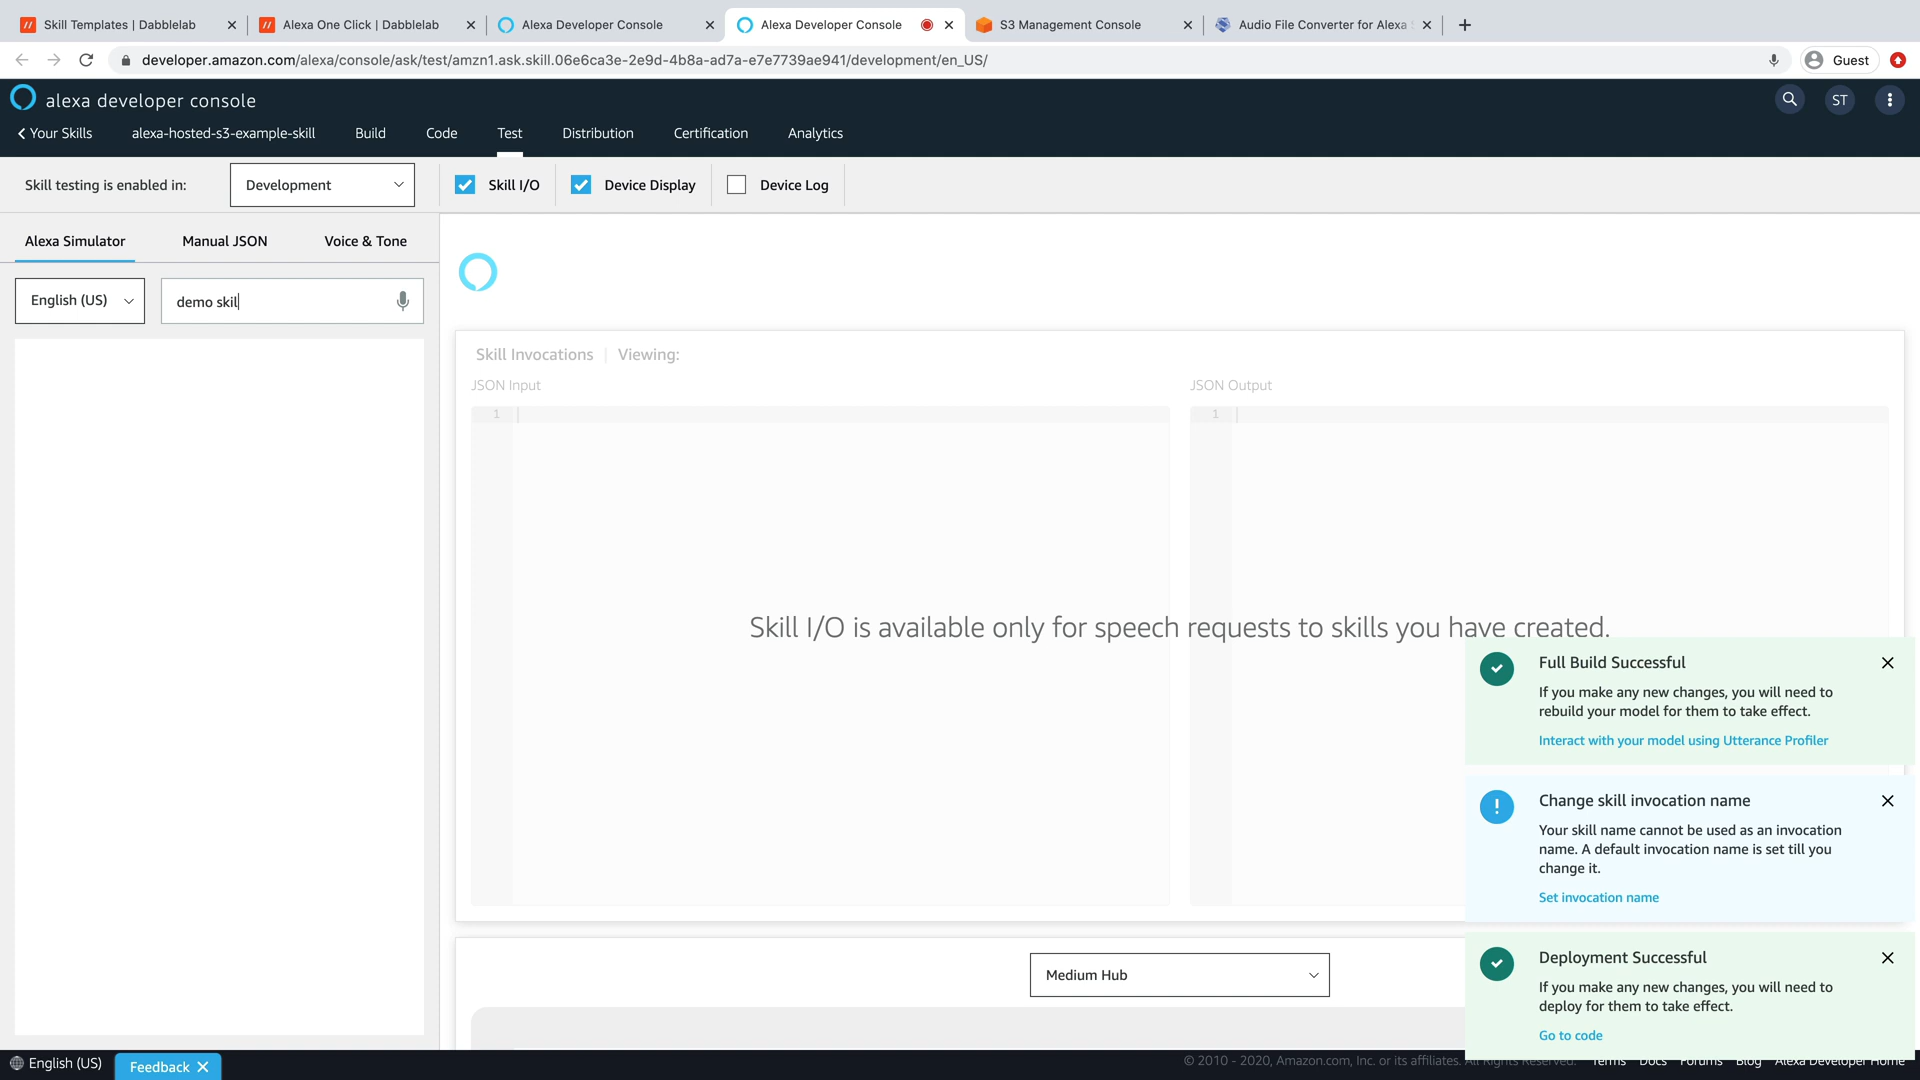 Skill Templates | Dabblelab
Alexa One Click | Dabblelab
Alexa Developer Console
Alexa Developer Console
S3 Management Console
Audio File Converter for Alexa
developer.amazon.com/alexa/console/ask/test/amzn1.ask.skill.06e6ca3e-2e9d-4b8a-ad7a-e7e7739ae941/development/en_US/
Guest
alexa developer console
ST
Your Skills
alexa-hosted-s3-example-skill
Build
Code
Test
Distribution
Certification
Analytics
Skill testing is enabled in:
Development
Skill I/O
Device Display
Device Log
Alexa Simulator
Manual JSON
Voice & Tone
English (US)
demo skil
Skill Invocations | Viewing:
JSON Input
JSON Output
1
1
Skill I/O is available only for speech requests to skills you have created.
Full Build Successful
If you make any new changes, you will need to
rebuild your model for them to take effect.
Interact with your model using Utterance Profiler
Change skill invocation name
Your skill name cannot be used as an invocation
name. A default invocation name is set till you
change it.
Set invocation name
Medium Hub
Deployment Successful
If you make any new changes, you will need to
deploy for them to take effect.
Go to code
English (US)
Feedback
© 2010 - 2020, Amazon.com, Inc. or its affiliates. All Rights Reserved.
Terms
Docs
Forums
Blog
Alexa Developer Home